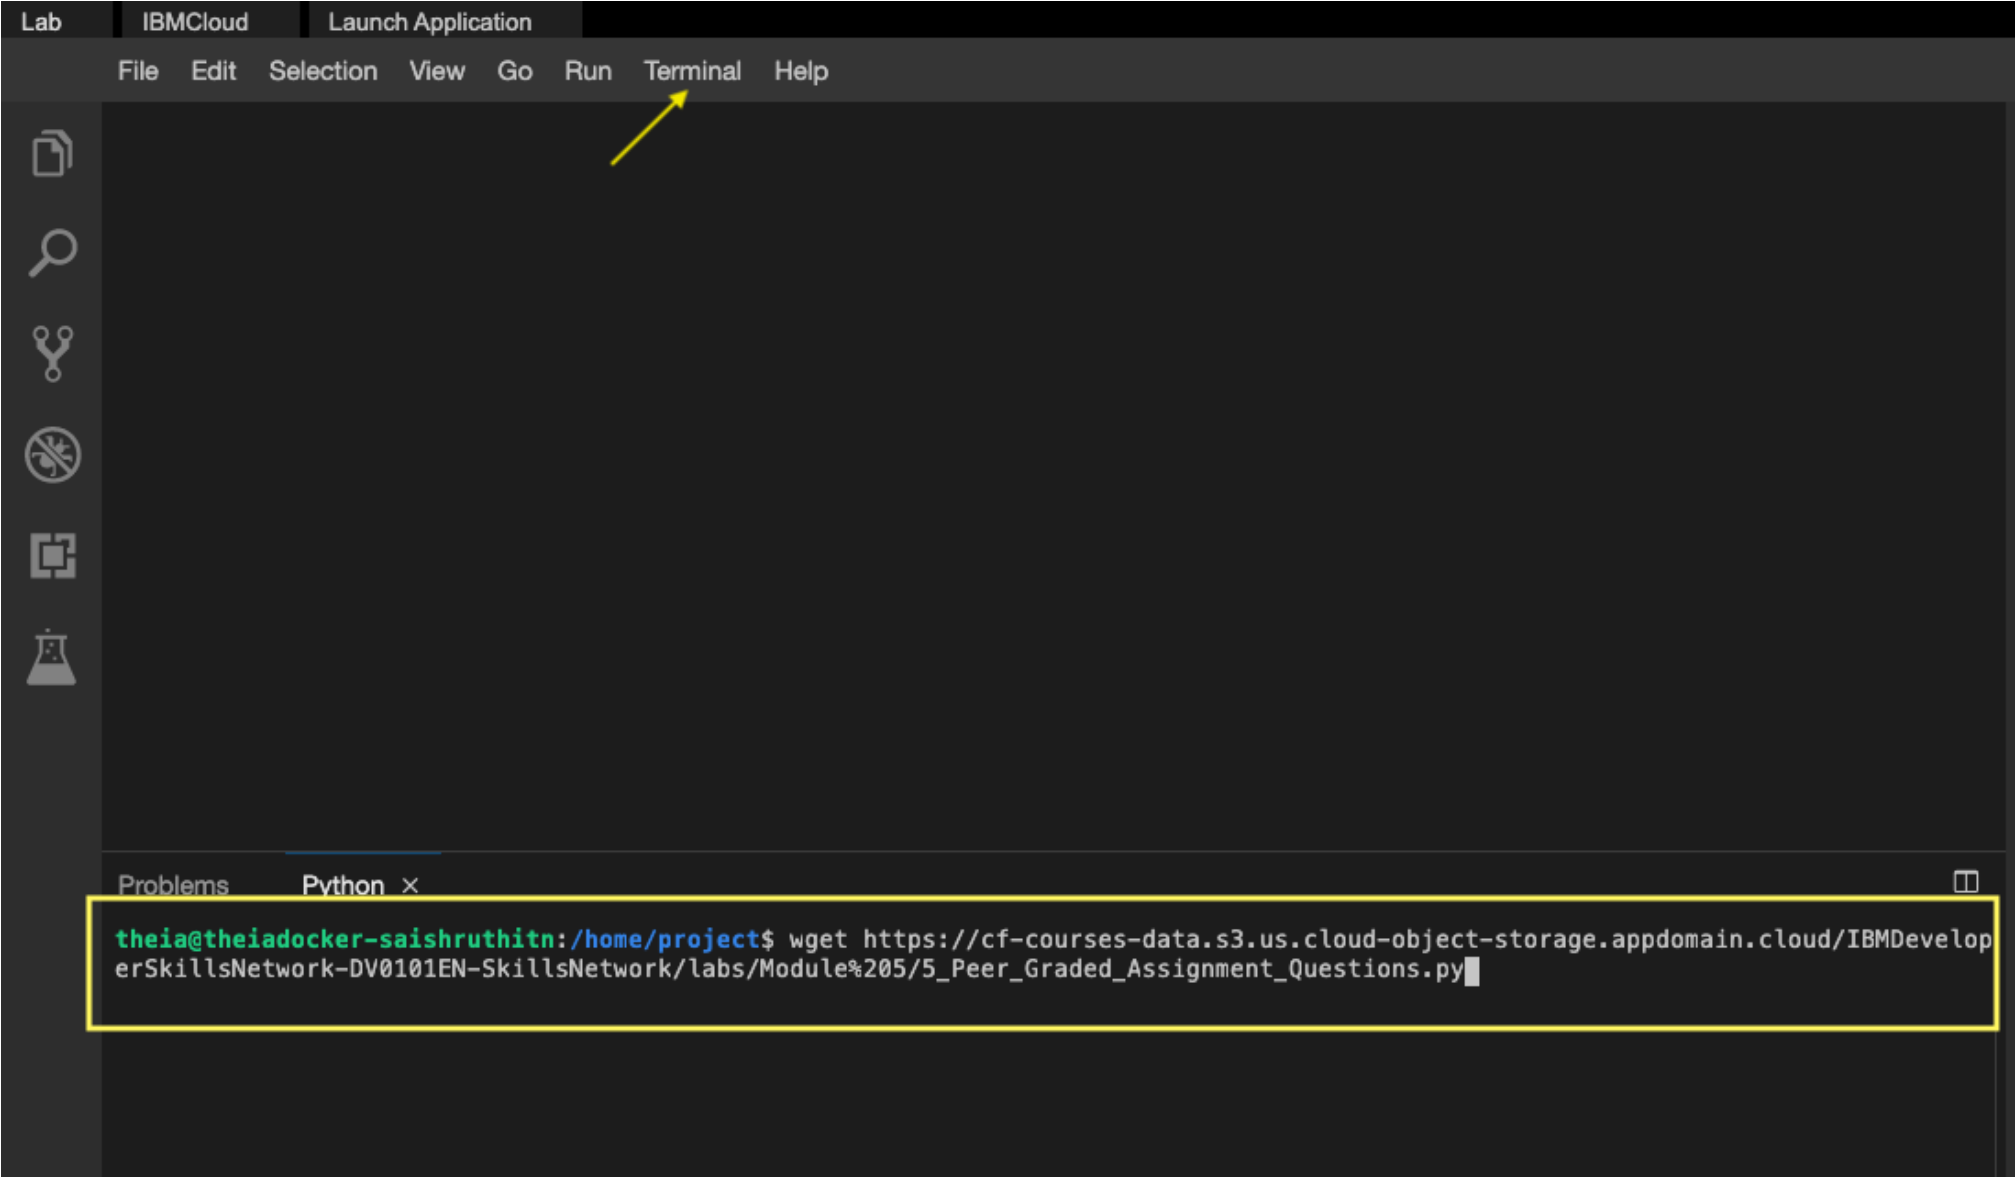 Lab IBMCloud Launch Application
File Edit Selection View Go Run Terminal Help
Problems Python ×
theia@theiadocker-saishruthitn:/home/project$ wget https://cf-courses-data.s3.us.cloud-object-storage.appdomain.cloud/IBMDevelop
erSkillsNetwork-DV0101EN-SkillsNetwork/labs/Module%205/5_Peer_Graded_Assignment_Questions.py